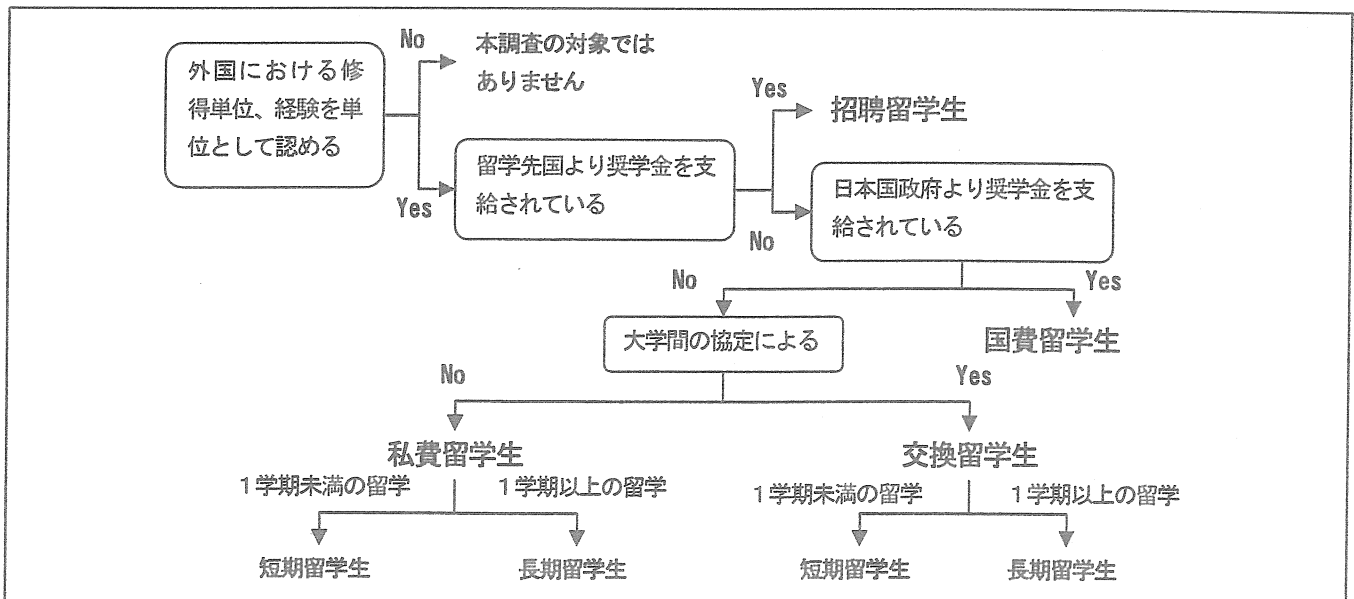 No
本調査の対象では
ありません
外国における修
得単位、経験を単
位として認める
Yes
留学先国より奨学金を支
給されている
Yes
招聘留学生
No
日本国政府より奨学金を支
給されている
No
Yes
大学間の協定による
国費留学生
No
Yes
私費留学生
交換留学生
1学期未満の留学
1学期以上の留学
1学期未満の留学
1学期以上の留学
短期留学生
長期留学生
短期留学生
長期留学生